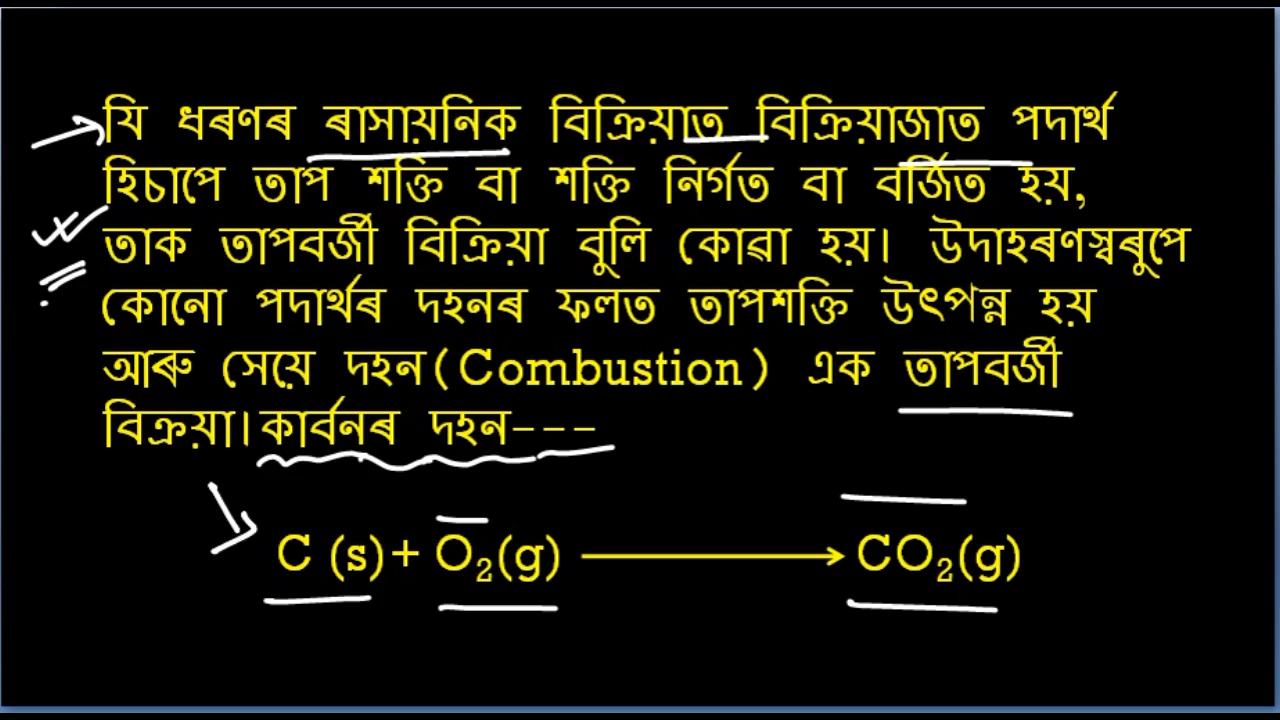 যি ধৰণৰ ৰাসায়নিক বিক্ৰিয়াত বিক্ৰিয়াজাত পদাৰ্থ
হিচাপে তাপ শক্তি বা শক্তি নিৰ্গত বা বৰ্জিত হয়,
তাক তাপবৰ্জী বিক্ৰিয়া বুলি কোৱা হয়। উদাহৰণস্বৰুপে
কোনো পদাৰ্থৰ দহনৰ ফলত তাপশক্তি উৎপন্ন হয়
আৰু সেয়ে দহন(Combustion) এক তাপবৰ্জী
বিক্ৰয়া। কাৰ্বনৰ দহন---
C (s)+ O₂(g) ⟶ CO₂(g)